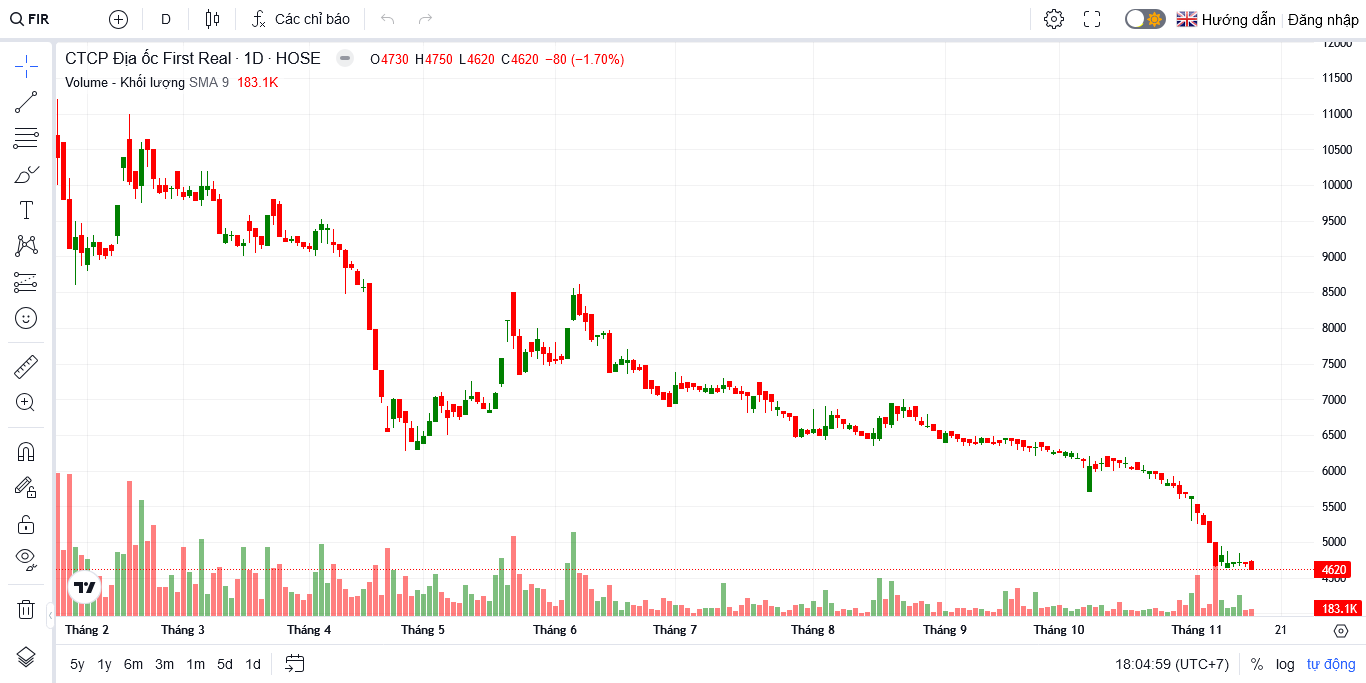 FIR D Các chỉ báo Hướng dẫn Đăng nhập
CTCP Địa ốc First Real · 1D · HOSE O4730 H4750 L4620 C4620 −80 (−1.70%)
Volume - Khối lượng SMA 9 183.1K
12000
11500
11000
10500
10000
9500
9000
8500
8000
7500
7000
6500
6000
5500
5000
4620
4500
183.1K
Tháng 2 Tháng 3 Tháng 4 Tháng 5 Tháng 6 Tháng 7 Tháng 8 Tháng 9 Tháng 10 Tháng 11 21
5y 1y 6m 3m 1m 5d 1d 18:04:59 (UTC+7) % log tự động